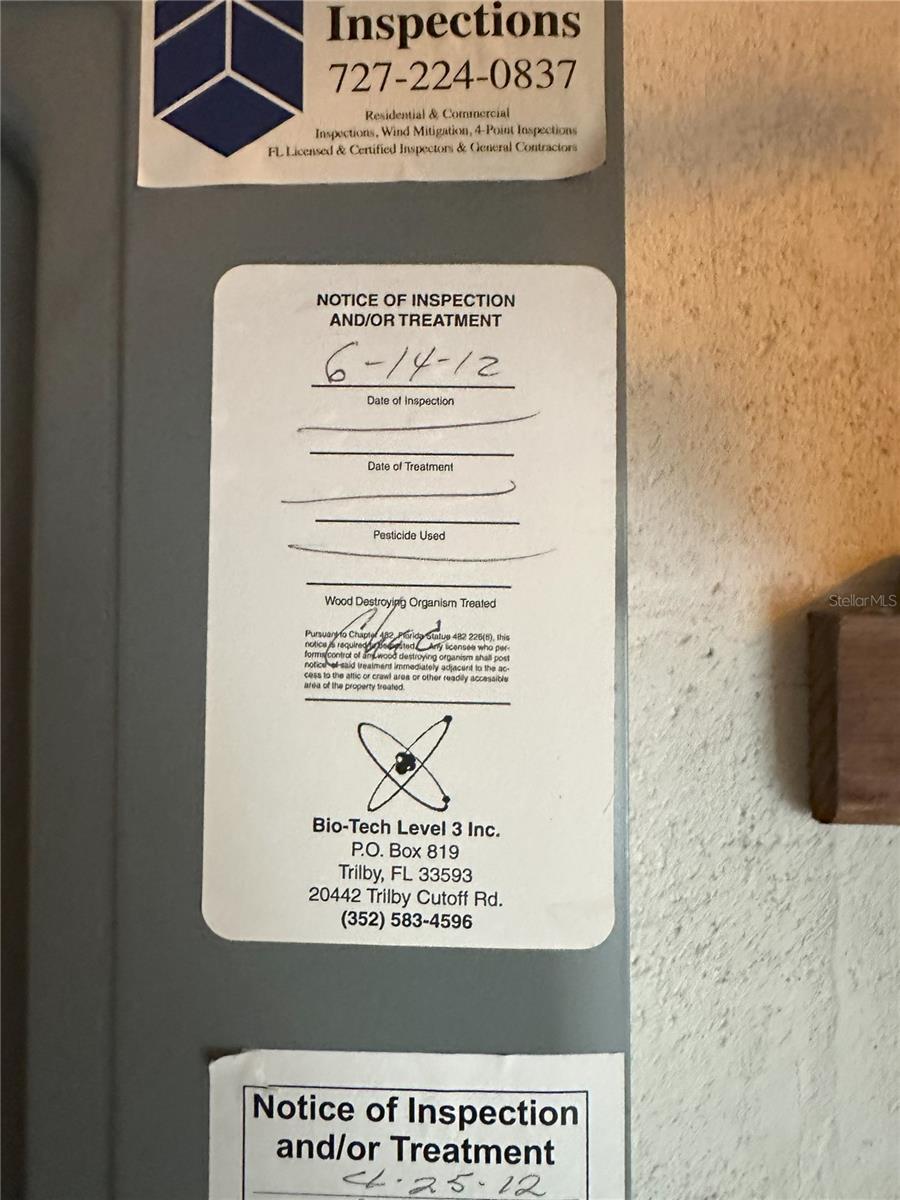 Inspections
727-224-0837
Residential & Commercial
Inspections, Wind Mitigation, 4-Point Inspections
FL Licensed & Certified Inspectors & General Contractors
NOTICE OF INSPECTION
AND/OR TREATMENT
6-14-12
Date of Inspection
Date of Treatment
Pesticide Used
Wood Destroying Organism Treated
Pursuant to Chapter 482, Florida Statue 482 226(6), this
notice is required to be posted. Any licensee who per-
forms control of any wood destroying organism shall post
notice of said treatment immediately adjacent to the ac-
cess to the attic or crawl area or other readily accessible
area of the property treated.
Bio-Tech Level 3 Inc.
P.O. Box 819
Trilby, FL 33593
20442 Trilby Cutoff Rd.
(352) 583-4596
Notice of Inspection
and/or Treatment
4-25-12
StellarMLS